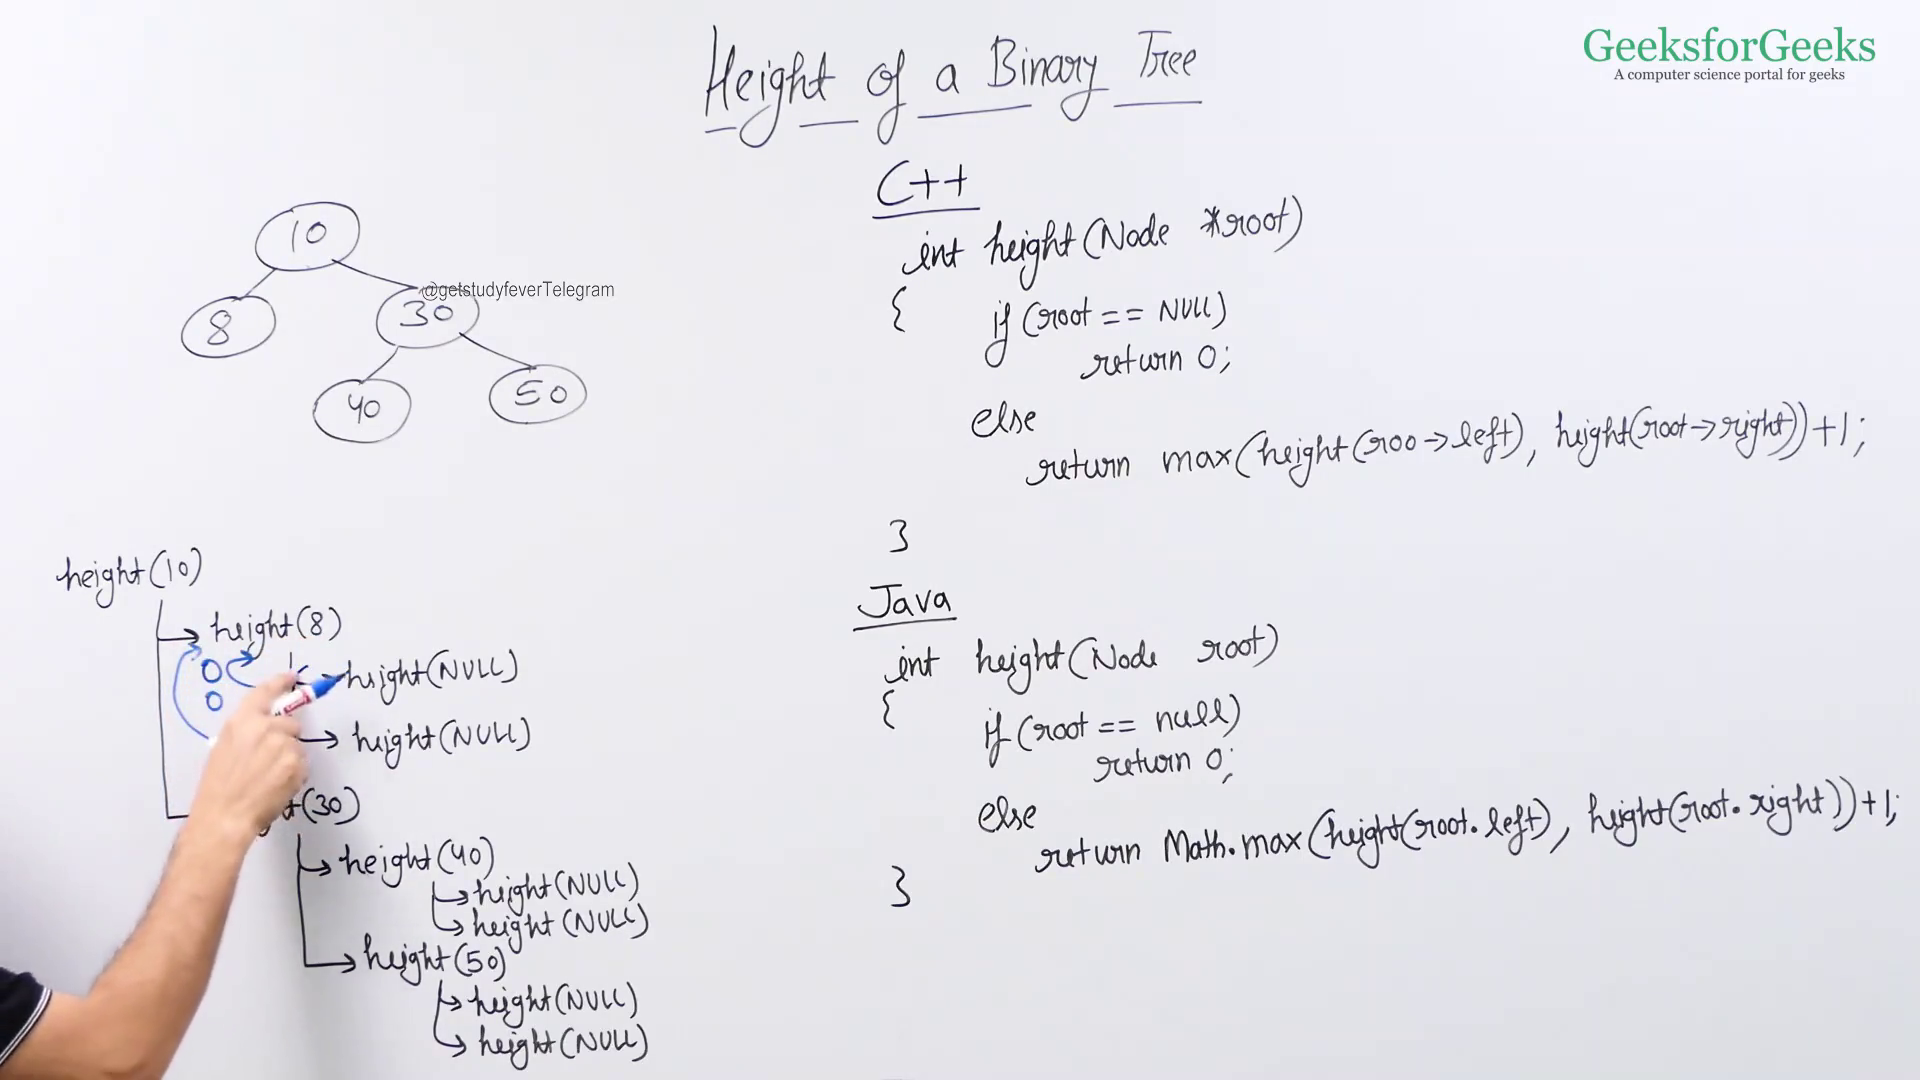 Height of a Binary Tree
GeeksforGeeks
A computer science portal for geeks
10
8
30
@getstudyfeverTelegram
40
50
C++
int height(Node *root)
{ if (root == NULL)
return 0;
else
return max(height(roo->left), height(root->right))+1;
}
Java
int height(Node root)
{ if (root == null)
return 0;
else
return Math.max(height(root.left), height(root.right))+1;
}
height(10)
height(8)
0
0
height(NULL)
height(NULL)
(30)
height(40)
height(NULL)
height(NULL)
height(50)
height(NULL)
height(NULL)